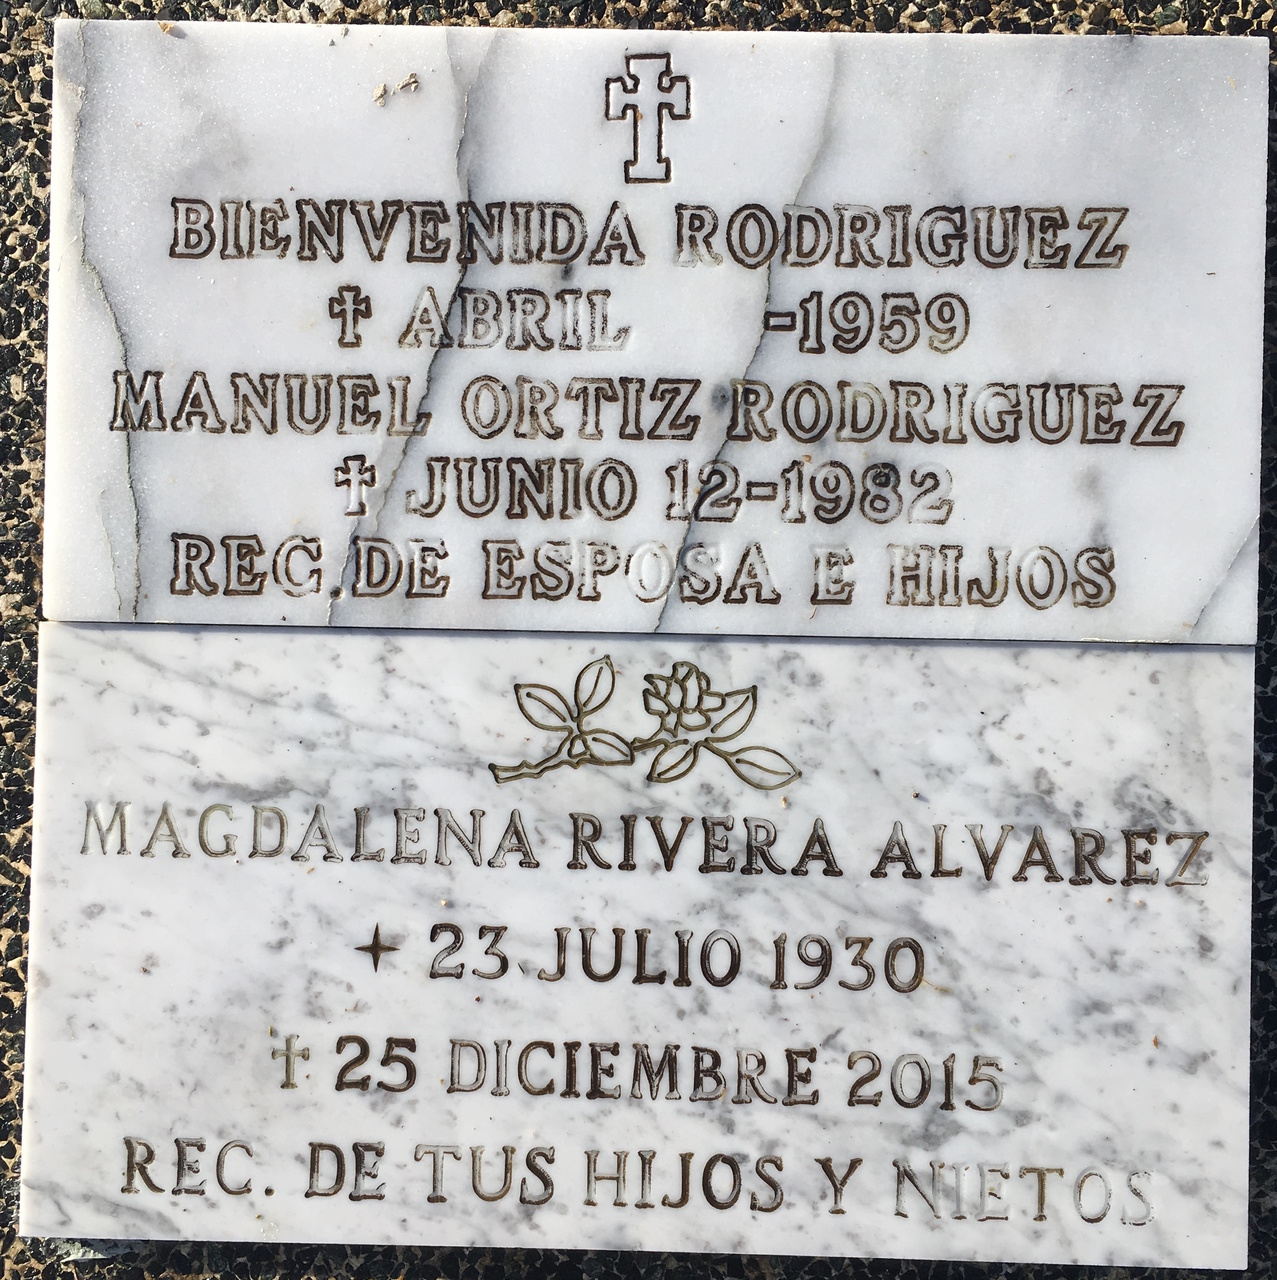 BIENVENIDA RODRIGUEZ
✝ ABRIL -1959
MANUEL ORTIZ RODRIGUEZ
✝ JUNIO 12-1982
REC. DE ESPOSA E HIJOS
MAGDALENA RIVERA ALVAREZ
✦ 23 JULIO 1930
✝ 25 DICIEMBRE 2015
REC. DE TUS HIJOS Y NIETOS